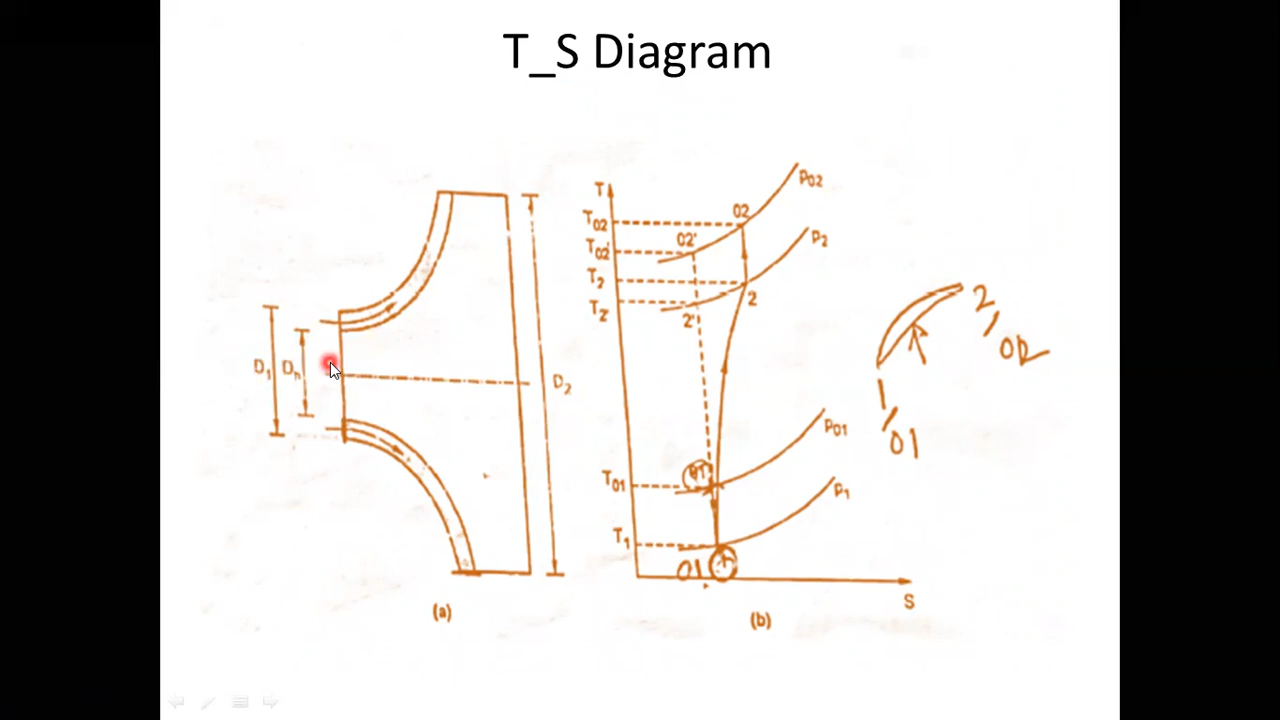 T_S Diagram
D₁
Dₕ
D₂
(a)
T
T₀₂
T₀₂'
T₂
T₂'
T₀₁
T₁
02
02'
2
2'
P₀₂
P₂
P₀₁
P₁
01
S
(b)
2,
02
1
/01